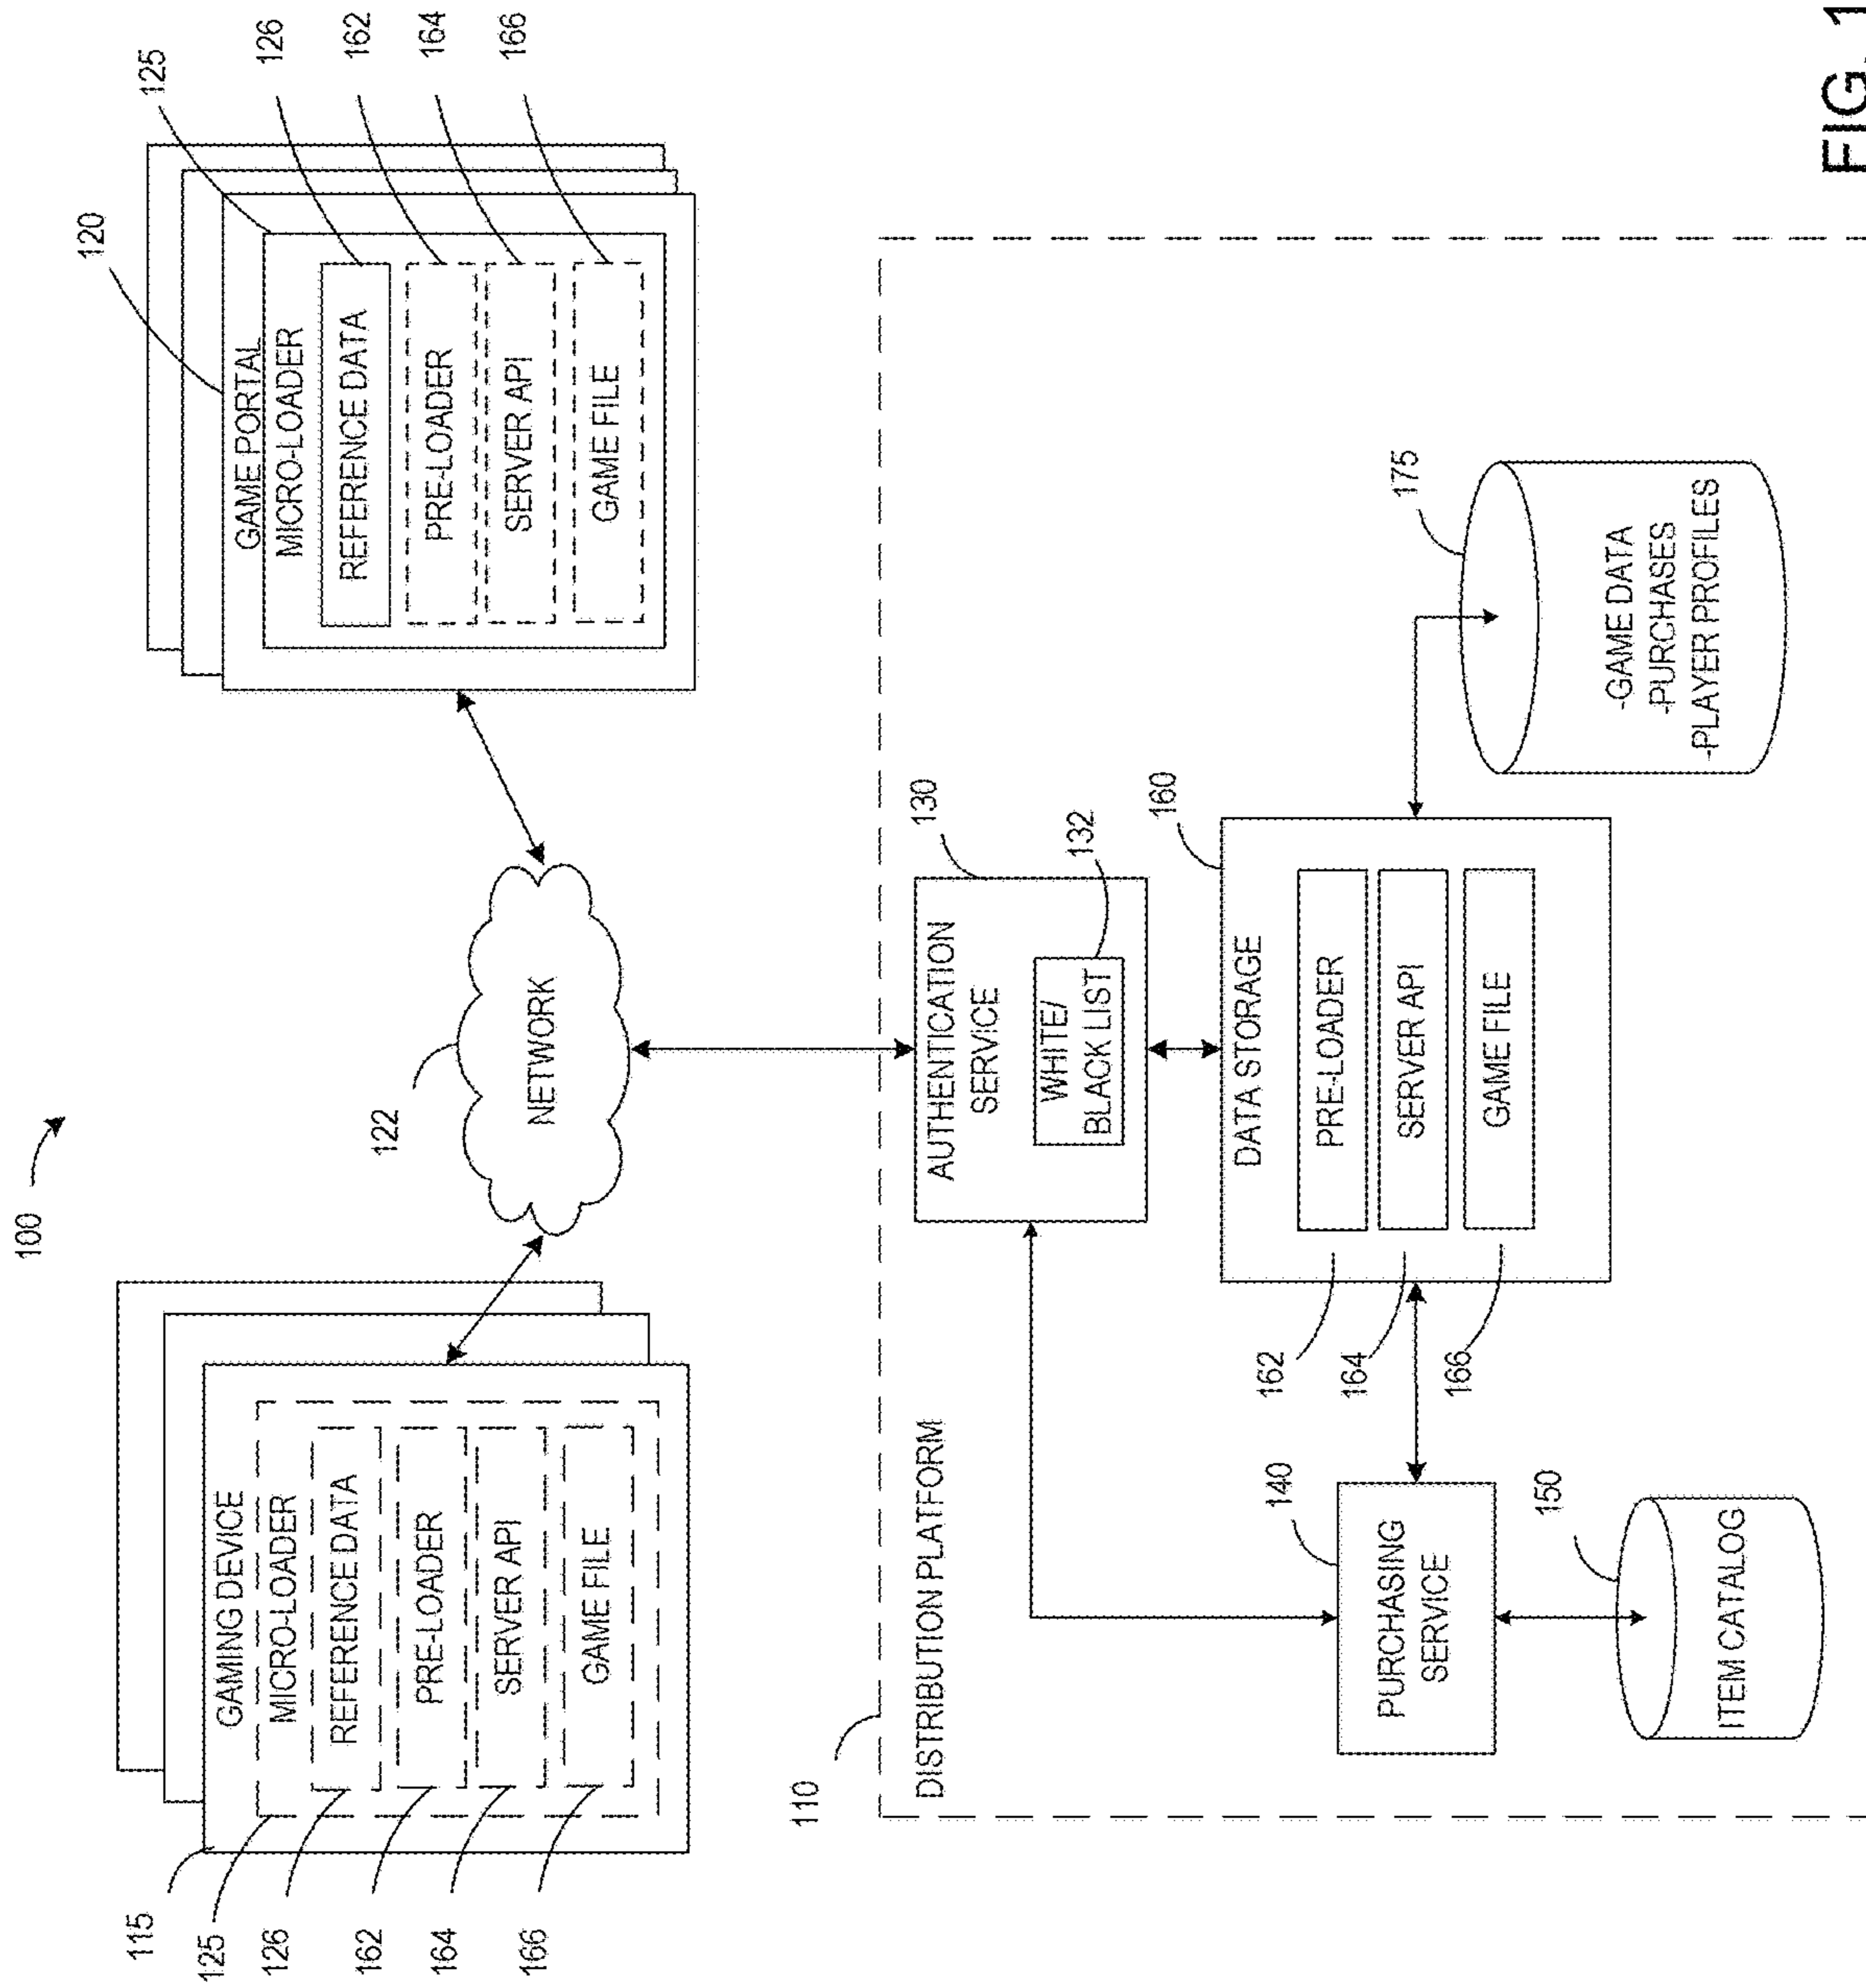 100
115
125
126
162
164
166
GAMING DEVICE
MICRO-LOADER
REFERENCE DATA
PRE-LOADER
SERVER API
GAME FILE
122
NETWORK
120
GAME PORTAL
MICRO-LOADER
REFERENCE DATA
PRE-LOADER
SERVER API
GAME FILE
125
126
162
164
166
110
DISTRIBUTION PLATFORM
130
AUTHENTICATION
SERVICE
132
WHITE/
BLACK LIST
140
PURCHASING
SERVICE
150
ITEM CATALOG
160
DATA STORAGE
PRE-LOADER
SERVER API
GAME FILE
162
164
166
175
-GAME DATA
-PURCHASES
-PLAYER PROFILES
FIG. 1